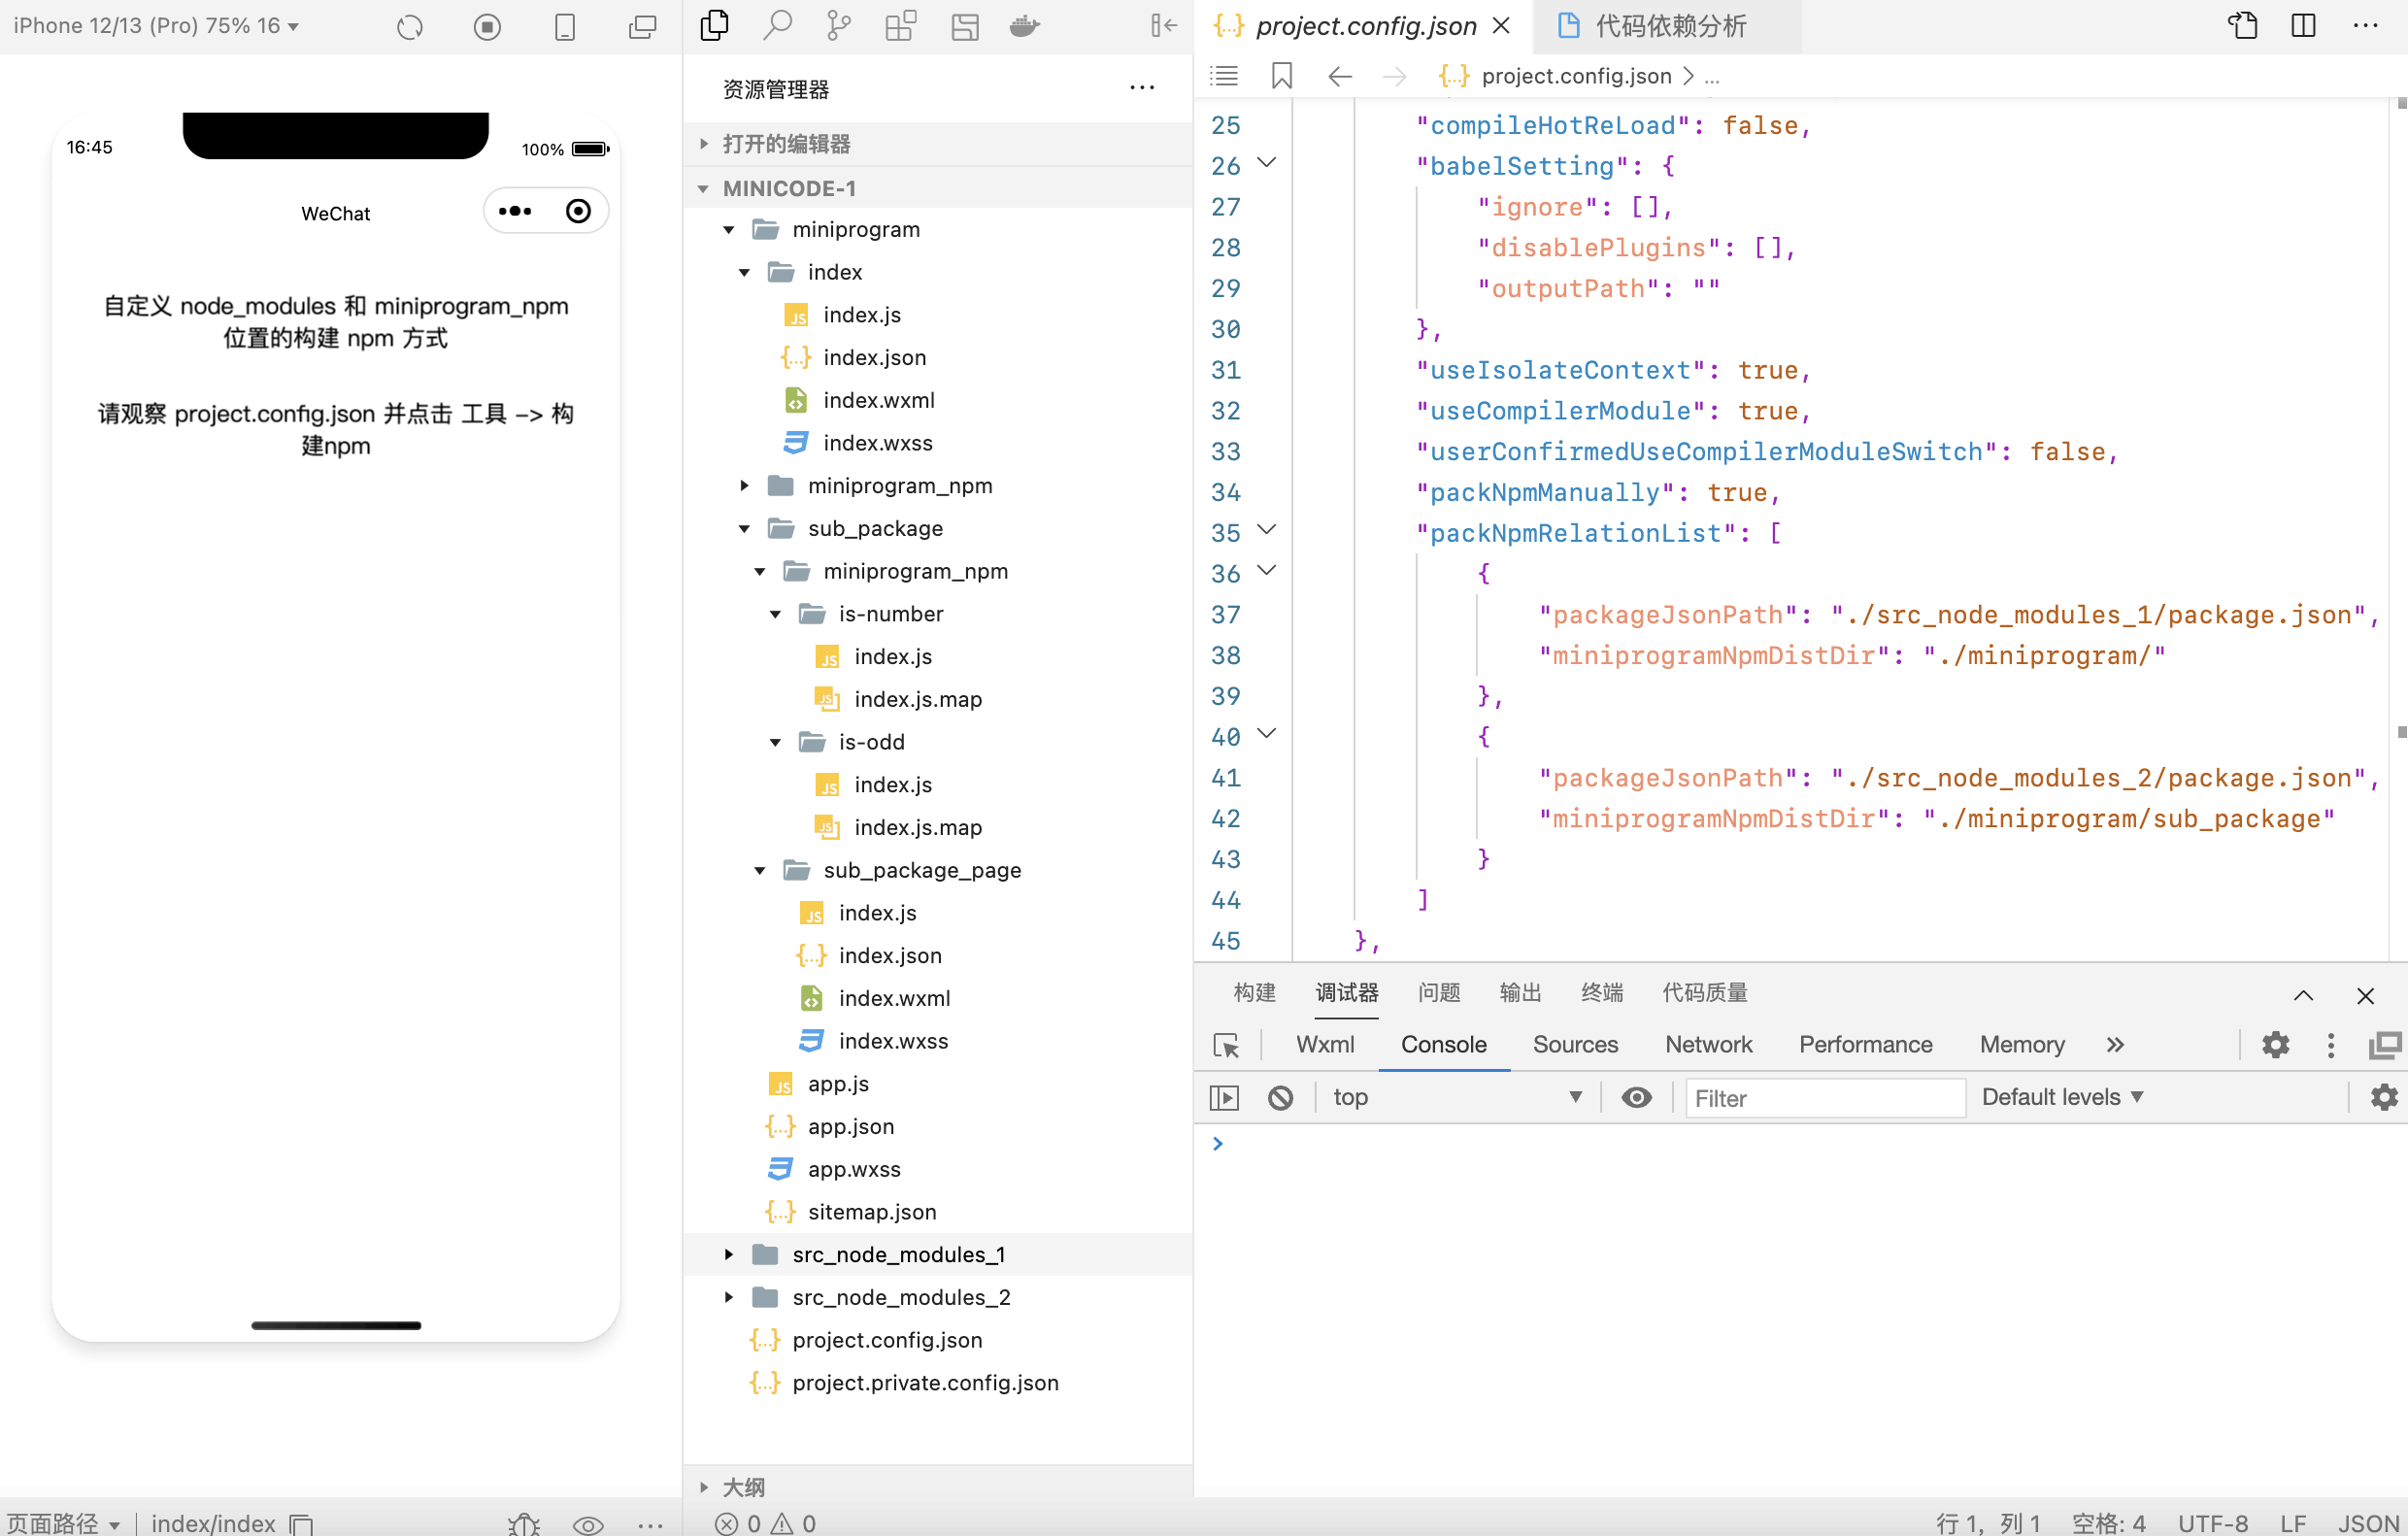 iPhone 12/13 (Pro) 75% 16
16:45
100%
WeChat
自定义 node_modules 和 miniprogram_npm
位置的构建 npm 方式
请观察 project.config.json 并点击 工具 –> 构
建npm
页面路径
index/index
资源管理器
打开的编辑器
MINICODE-1
miniprogram
index
index.js
index.json
index.wxml
index.wxss
miniprogram_npm
sub_package
miniprogram_npm
is-number
index.js
index.js.map
is-odd
index.js
index.js.map
sub_package_page
index.js
index.json
index.wxml
index.wxss
app.js
app.json
app.wxss
sitemap.json
src_node_modules_1
src_node_modules_2
project.config.json
project.private.config.json
大纲
0 0
project.config.json
代码依赖分析
project.config.json > ...
25 "compileHotReLoad": false,
26 "babelSetting": {
27 "ignore": [],
28 "disablePlugins": [],
29 "outputPath": ""
30 },
31 "useIsolateContext": true,
32 "useCompilerModule": true,
33 "userConfirmedUseCompilerModuleSwitch": false,
34 "packNpmManually": true,
35 "packNpmRelationList": [
36 {
37 "packageJsonPath": "./src_node_modules_1/package.json",
38 "miniprogramNpmDistDir": "./miniprogram/"
39 },
40 {
41 "packageJsonPath": "./src_node_modules_2/package.json",
42 "miniprogramNpmDistDir": "./miniprogram/sub_package"
43 }
44 ]
45 },
构建 调试器 问题 输出 终端 代码质量
Wxml Console Sources Network Performance Memory
top Filter Default levels
行 1，列 1 空格: 4 UTF-8 LF JSON